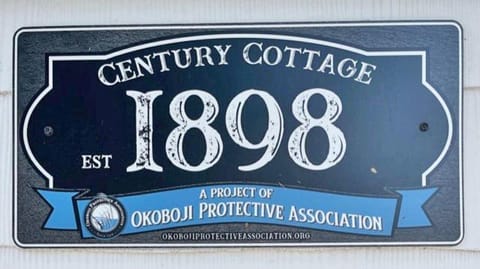 CENTURY COTTAGE
EST 1898
A PROJECT OF
OKOBOJI PROTECTIVE ASSOCIATION
OKOBOJIPROTECTIVEASSOCIATION.ORG